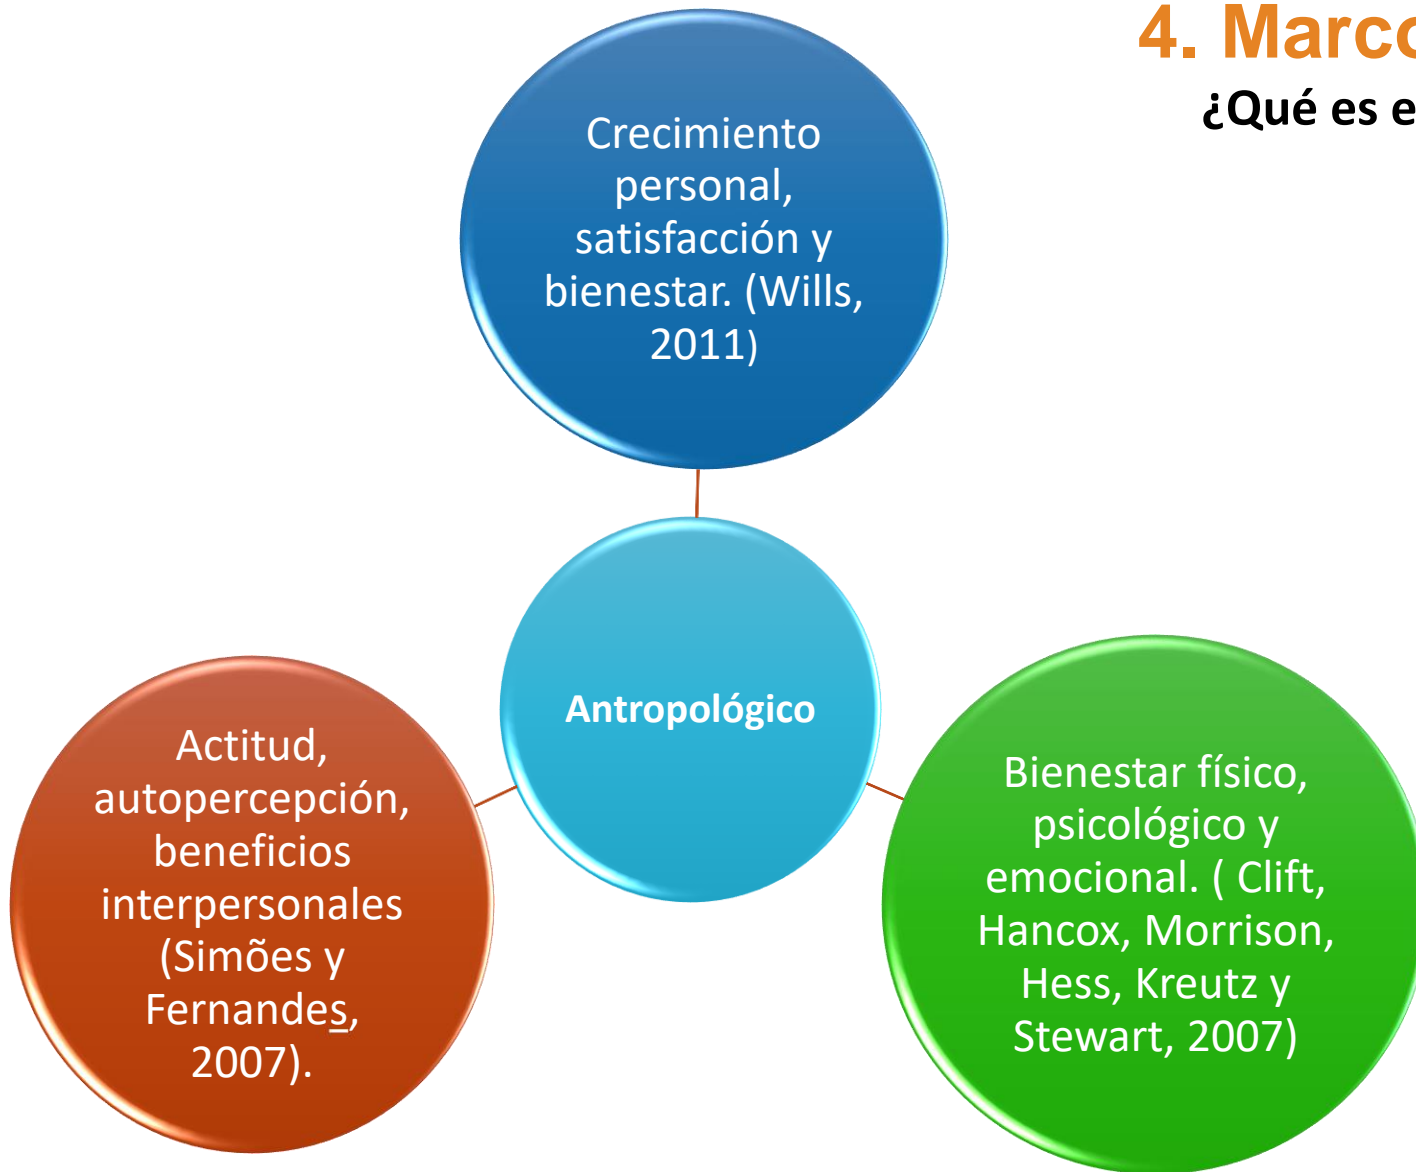 4. Marco
¿Qué es e
Crecimiento
personal,
satisfacción y
bienestar. (Wills,
2011)
Antropológico
Actitud,
autopercepción,
beneficios
interpersonales
(Simões y
Fernandes,
2007).
Bienestar físico,
psicológico y
emocional. ( Clift,
Hancox, Morrison,
Hess, Kreutz y
Stewart, 2007)